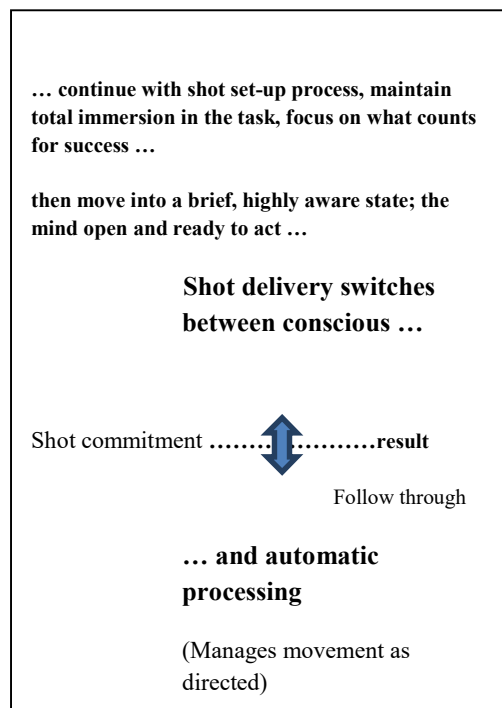 … continue with shot set-up process, maintain
total immersion in the task, focus on what counts
for success …
then move into a brief, highly aware state; the
mind open and ready to act …
Shot delivery switches
between conscious …
Shot commitment …………………result
Follow through
… and automatic
processing
(Manages movement as
directed)